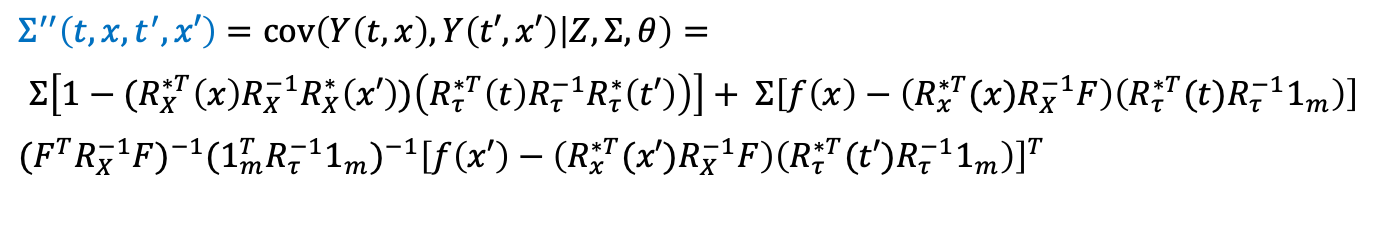 Σ′′(t, x, t′, x′) = cov(Y(t, x), Y(t′, x′)|Z, Σ, θ) =
Σ[1 − (R_X^{*T}(x)R_X^{−1}R_X^*(x′))(R_τ^{*T}(t)R_τ^{−1}R_τ^*(t′))] + Σ[f(x) − (R_x^{*T}(x)R_X^{−1}F)(R_τ^{*T}(t)R_τ^{−1}1_m)]
(F^T R_X^{−1}F)^{−1}(1_m^T R_τ^{−1}1_m)^{−1}[f(x′) − (R_x^{*T}(x′)R_X^{−1}F)(R_τ^{*T}(t′)R_τ^{−1}1_m)]^T